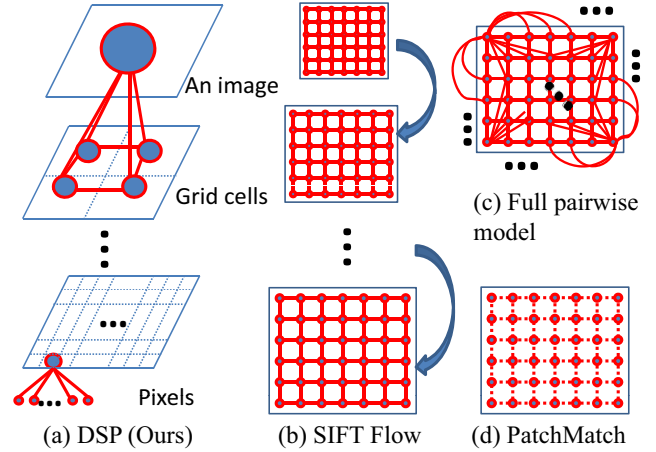 An image
Grid cells
Pixels
(a) DSP (Ours)
(b) SIFT Flow
(c) Full pairwise
model
(d) PatchMatch